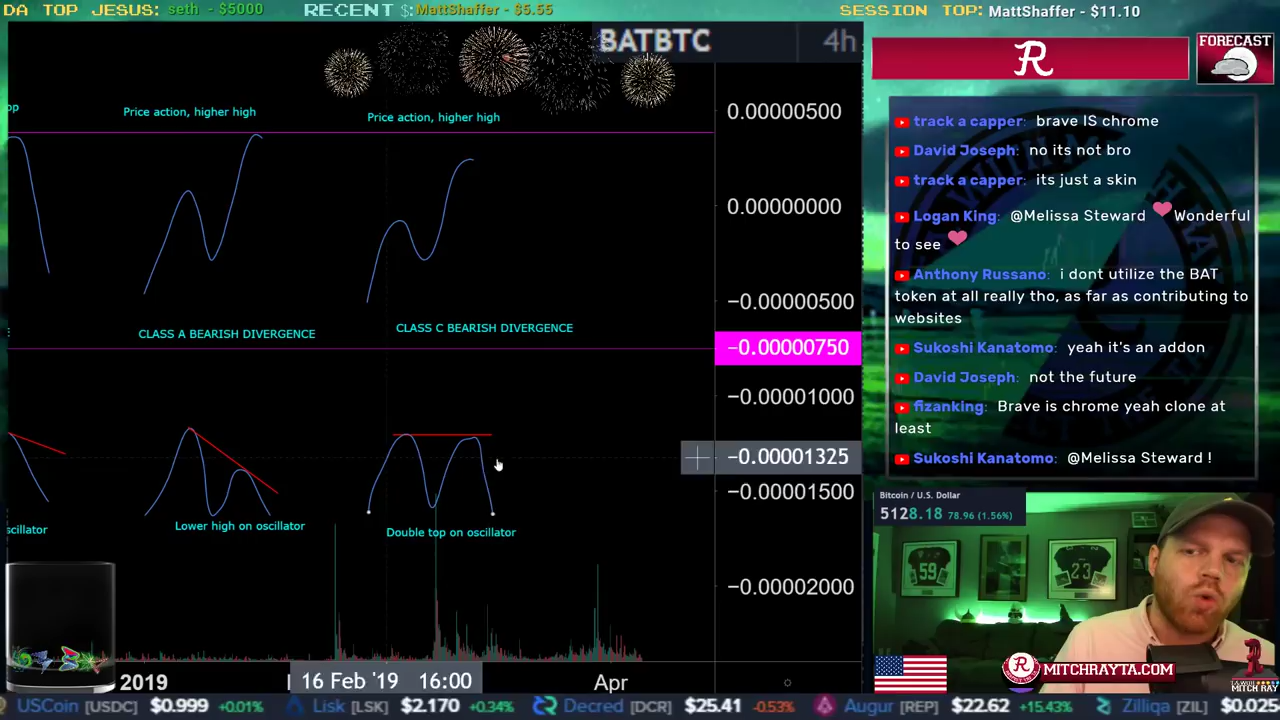 DA TOP JESUS: seth - $5000
RECENT $: MattShaffer - $5.55
SESSION TOP: MattShaffer - $11.10
BATBTC 4h
R
FORECAST
op
Price action, higher high
Price action, higher high
0.00000500
0.00000000
−0.00000500
−0.00000750
−0.00001000
−0.00001325
−0.00001500
−0.00002000
CLASS A BEARISH DIVERGENCE
CLASS C BEARISH DIVERGENCE
scillator
Lower high on oscillator
Double top on oscillator
2019
16 Feb '19 16:00
Apr
track a capper: brave IS chrome
David Joseph: no its not bro
track a capper: its just a skin
Logan King: @Melissa Steward Wonderful
to see
Anthony Russano: i dont utilize the BAT
token at all really tho, as far as contributing to
websites
Sukoshi Kanatomo: yeah it's an addon
David Joseph: not the future
fizanking: Brave is chrome yeah clone at
least
Sukoshi Kanatomo: @Melissa Steward !
Bitcoin / U.S. Dollar
5128.18 78.96 (1.56%)
59
23
R MITCHRAYTA.COM
MITCH RAY
USCoin [USDC] $0.999 +0.01% Lisk [LSK] $2.170 +0.34% Decred [DCR] $25.41 -0.53% Augur [REP] $22.62 +15.43% Zilliqa [ZIL] $0.025